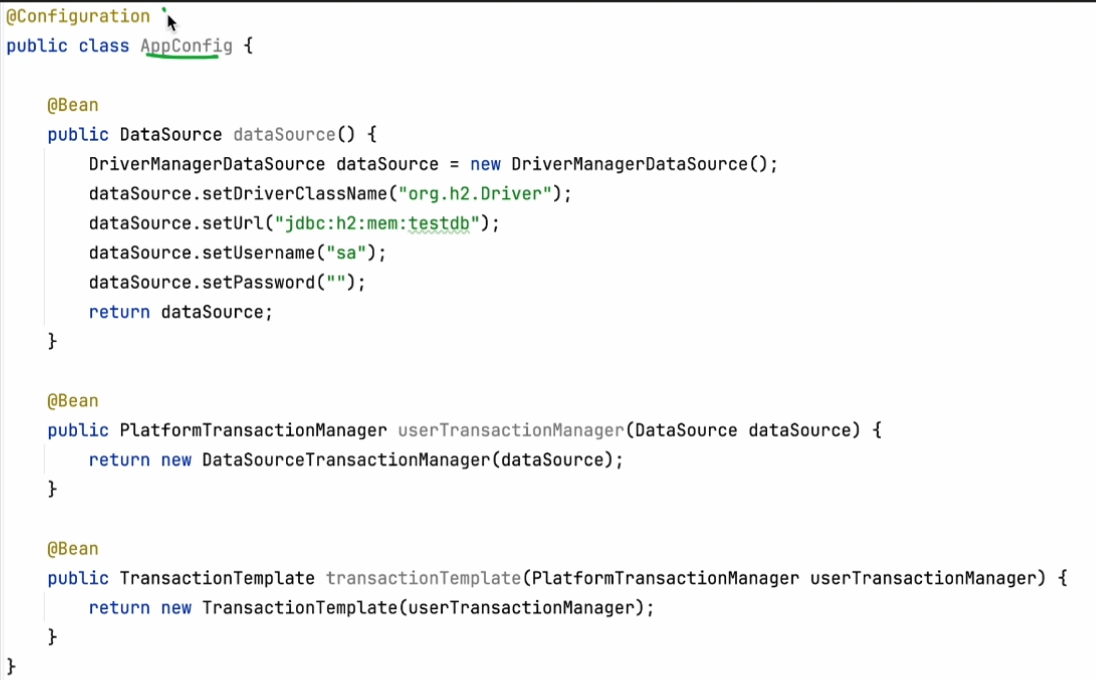 @Configuration
public class AppConfig {
@Bean
public DataSource dataSource() {
DriverManagerDataSource dataSource = new DriverManagerDataSource();
dataSource.setDriverClassName("org.h2.Driver");
dataSource.setUrl("jdbc:h2:mem:testdb");
dataSource.setUsername("sa");
dataSource.setPassword("");
return dataSource;
}
@Bean
public PlatformTransactionManager userTransactionManager(DataSource dataSource) {
return new DataSourceTransactionManager(dataSource);
}
@Bean
public TransactionTemplate transactionTemplate(PlatformTransactionManager userTransactionManager) {
return new TransactionTemplate(userTransactionManager);
}
}